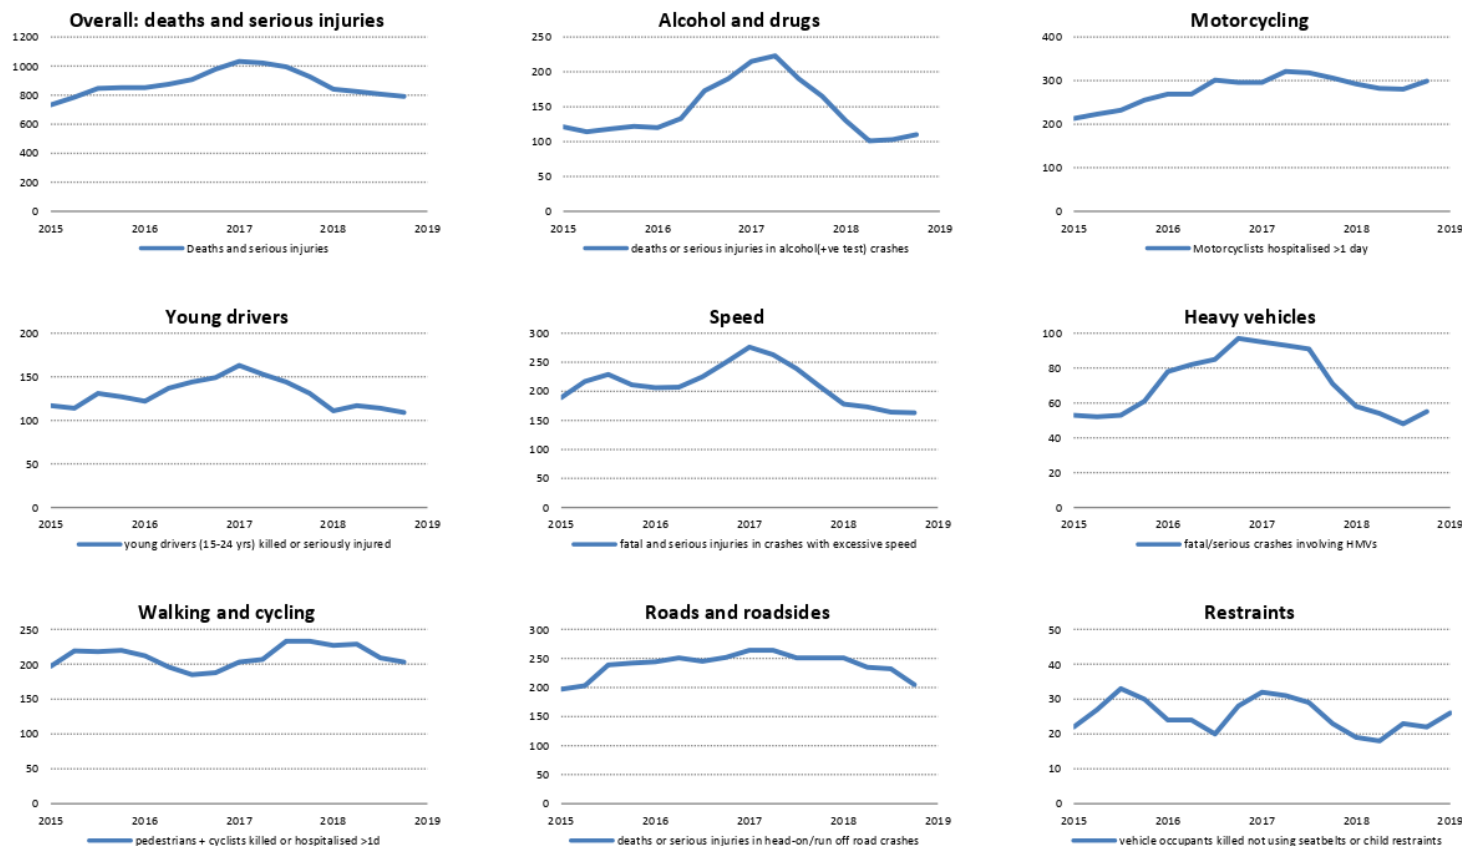 Overall: deaths and serious injuries
1200
1000
800
600
400
200
0
2015 2016 2017 2018 2019
Deaths and serious injuries
Alcohol and drugs
250
200
150
100
50
0
2015 2016 2017 2018 2019
deaths or serious injuries in alcohol(+ve test) crashes
Motorcycling
400
300
200
100
0
2015 2016 2017 2018 2019
Motorcyclists hospitalised >1 day
Young drivers
200
150
100
50
0
2015 2016 2017 2018 2019
young drivers (15-24 yrs) killed or seriously injured
Speed
300
250
200
150
100
50
0
2015 2016 2017 2018 2019
fatal and serious injuries in crashes with excessive speed
Heavy vehicles
100
80
60
40
20
0
2015 2016 2017 2018 2019
fatal/serious crashes involving HMVs
Walking and cycling
250
200
150
100
50
0
2015 2016 2017 2018 2019
pedestrians + cyclists killed or hospitalised >1d
Roads and roadsides
300
250
200
150
100
50
0
2015 2016 2017 2018 2019
deaths or serious injuries in head-on/run off road crashes
Restraints
50
40
30
20
10
0
2015 2016 2017 2018 2019
vehicle occupants killed not using seatbelts or child restraints